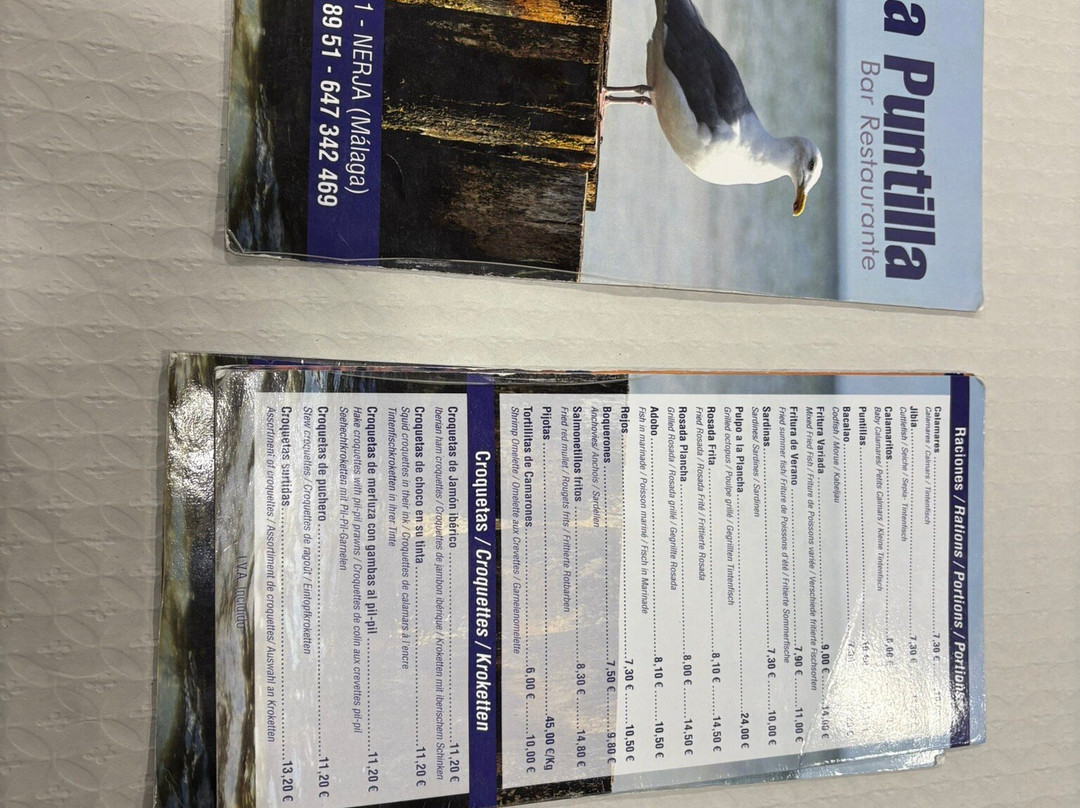 a Puntilla
Bar Restaurante
1 - NERJA (Málaga)
89 51 - 647 342 469
Raciones / Rations / Portions / Portions
Calamares 7,30 €
Calamares / Calmars / Tintenfisch
Jibia 7,30 €
Cuttlefish / Seiche / Sepia- Tintenfisch
Calamaritos
Baby Calamares/ Petits Calmars / Kleine Tintenfisch
Puntillas
Bacalao
Codfish / Morue / Kabeljau
Fritura Variada 9,00 € 14,00 €
Mixed Fried Fish / Friture de Poissons variée / Verschiede fritierte Fischsorten
Fritura de Verano 7,90 € 11,00 €
Fried summer fish/ Friture de Poissons d'été / Fritierte Sommerfische
Sardinas 7,30 € 10,00 €
Sardines/ Sardines / Sardinen
Pulpo a la Plancha 24,00 €
Grilled octopus / Poulpe grillé / Gegrillten Tintenfisch
Rosada Frita 8,10 € 14,50 €
Fried Rosada / Rosada Frité / Fritierte Rosada
Rosada Plancha 8,00 € 14,50 €
Grilled Rosada / Rosada grillé / Gegrillte Rosada
Adobo 8,10 € 10,50 €
Fish in marinade / Poisson mariné / Fisch in Marinade
Rejos 7,30 € 10,50 €
Boquerones 7,50 € 9,80 €
Anchovies/ Anchois / Sardellen
Salmonetillos fritos 8,30 € 14,80 €
Fried red mullet / Rougets frits / Frithierte Rotbarben
Pijotas 45,00 €/Kg
Tortillitas de Camarones 6,00 € 10,00 €
Shrimp Omelette / Omelette aux Crevettes / Garnelenomelette
Croquetas / Croquettes / Kroketten
Croquetas de Jamón ibérico 11,20 €
Iberian ham croquettes / Croquettes de jambon ibérique / Kroketten mit iberischem Schinken
Croquetas de choco en su tinta 11,20 €
Squid croquettes in their ink / Croquettes de calamars à l'encre
Tintenfischkroketten in ihrer Tinte
Croquetas de merluza con gambas al pil-pil 11,20 €
Hake croquettes with pil-pil prawns / Croquettes de colin aux crevettes pil-pil
Seehechtkroketten mit Pil-Pil-Garnelen
Croquetas de puchero 11,20 €
Stew croquettes / Croquettes de ragoût / Eintopfkroketten
Croquetas surtidas 13,20 €
Assortment of croquettes / Assortiment de croquettes/ Auswahl an Kroketten
I.V.A. Incluido